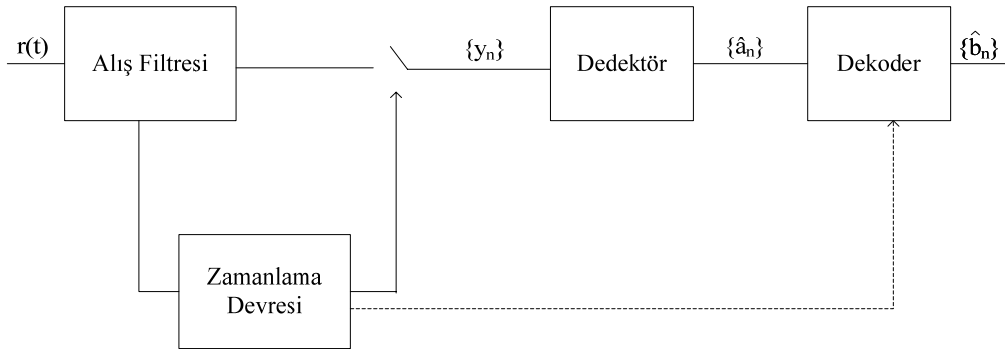 r(t)
Alış Filtresi
{yₙ}
Dedektör
{âₙ}
Dekoder
{b̂ₙ}
Zamanlama
Devresi